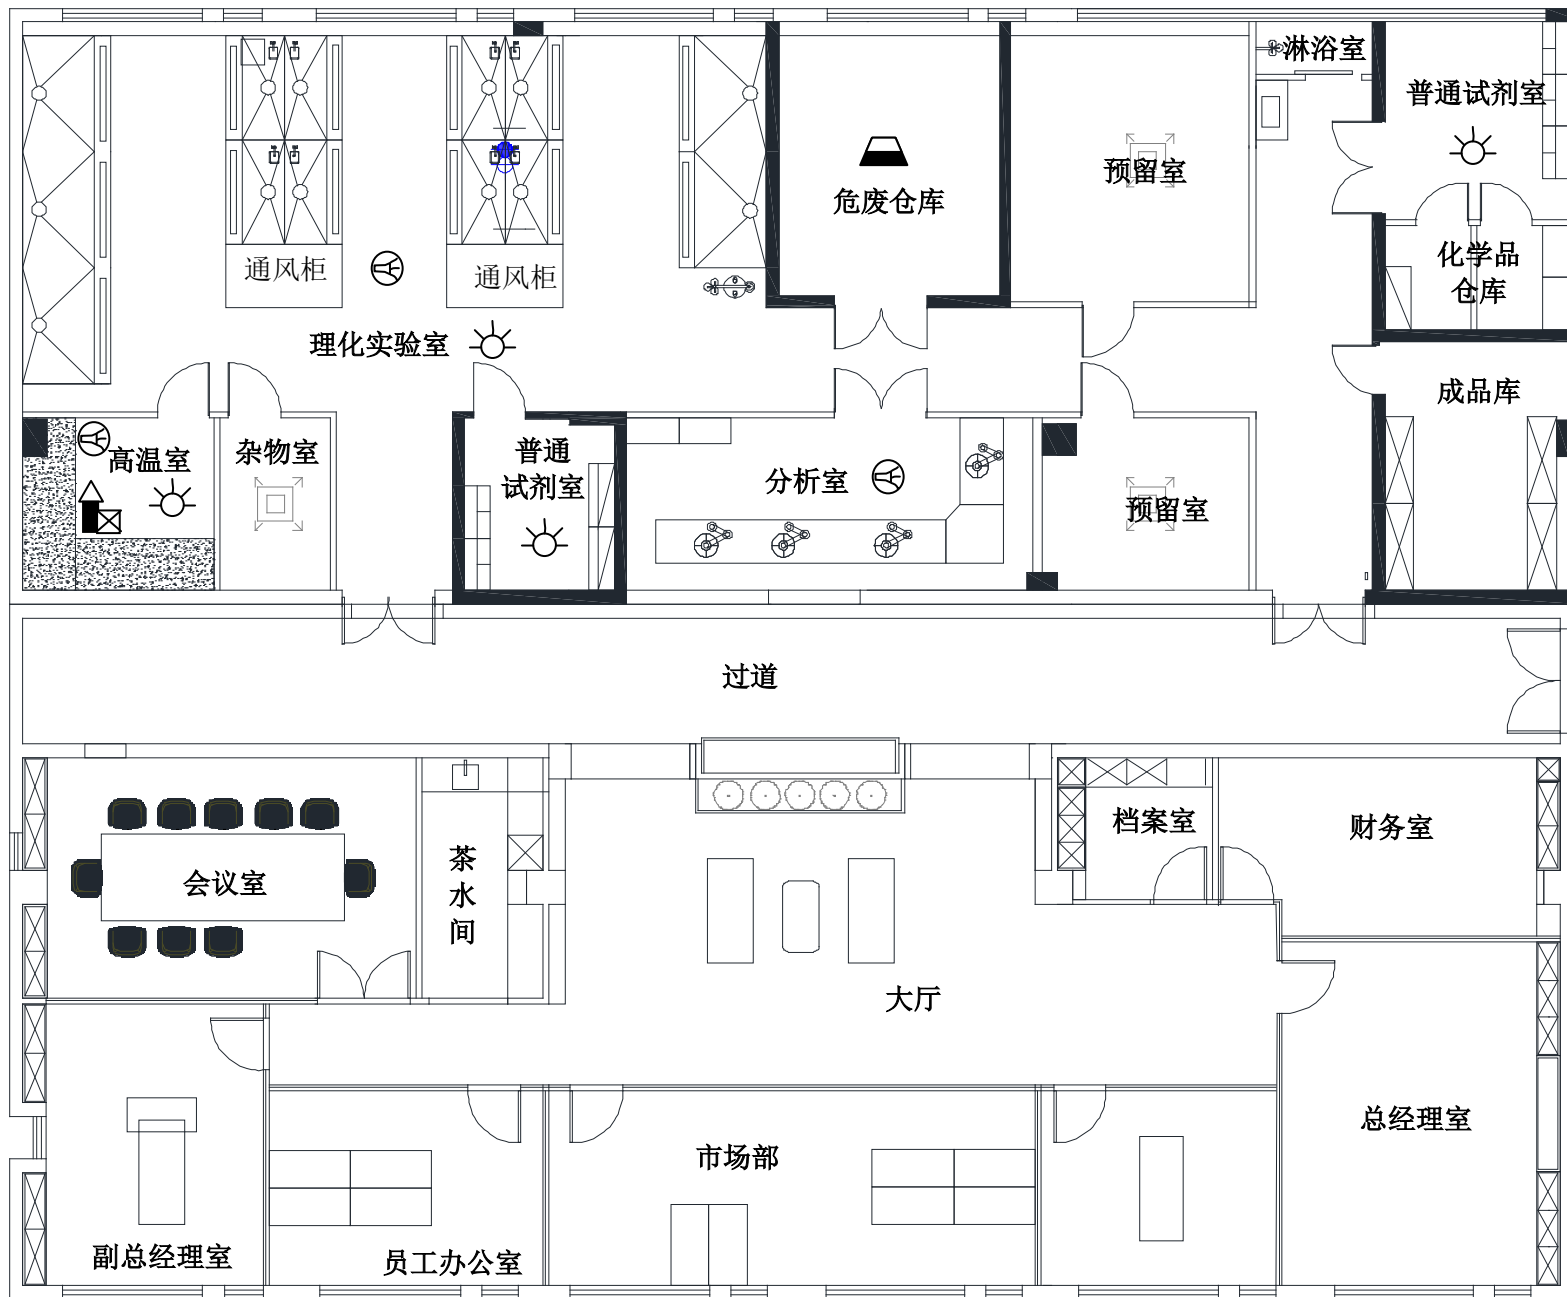 淋浴室
普通试剂室
预留室
危废仓库
化学品
仓库
通风柜
通风柜
理化实验室
成品库
高温室
杂物室
普通
试剂室
分析室
预留室
过道
档案室
财务室
会议室
茶
水
间
大厅
总经理室
市场部
副总经理室
员工办公室